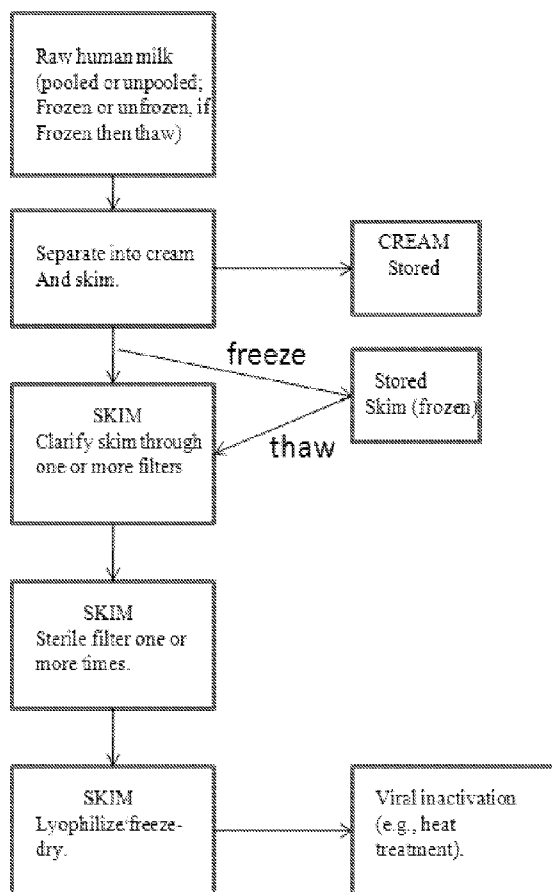 Raw human milk
(pooled or unpooled;
Frozen or unfrozen, if
Frozen then thaw)
Separate into cream
And skim.
CREAM
Stored
freeze
Stored
Skim (frozen)
thaw
SKIM
Clarify skim through
one or more filters
SKIM
Sterile filter one or
more times.
SKIM
Lyophilize/freeze-
dry.
Viral inactivation
(e.g., heat
treatment).